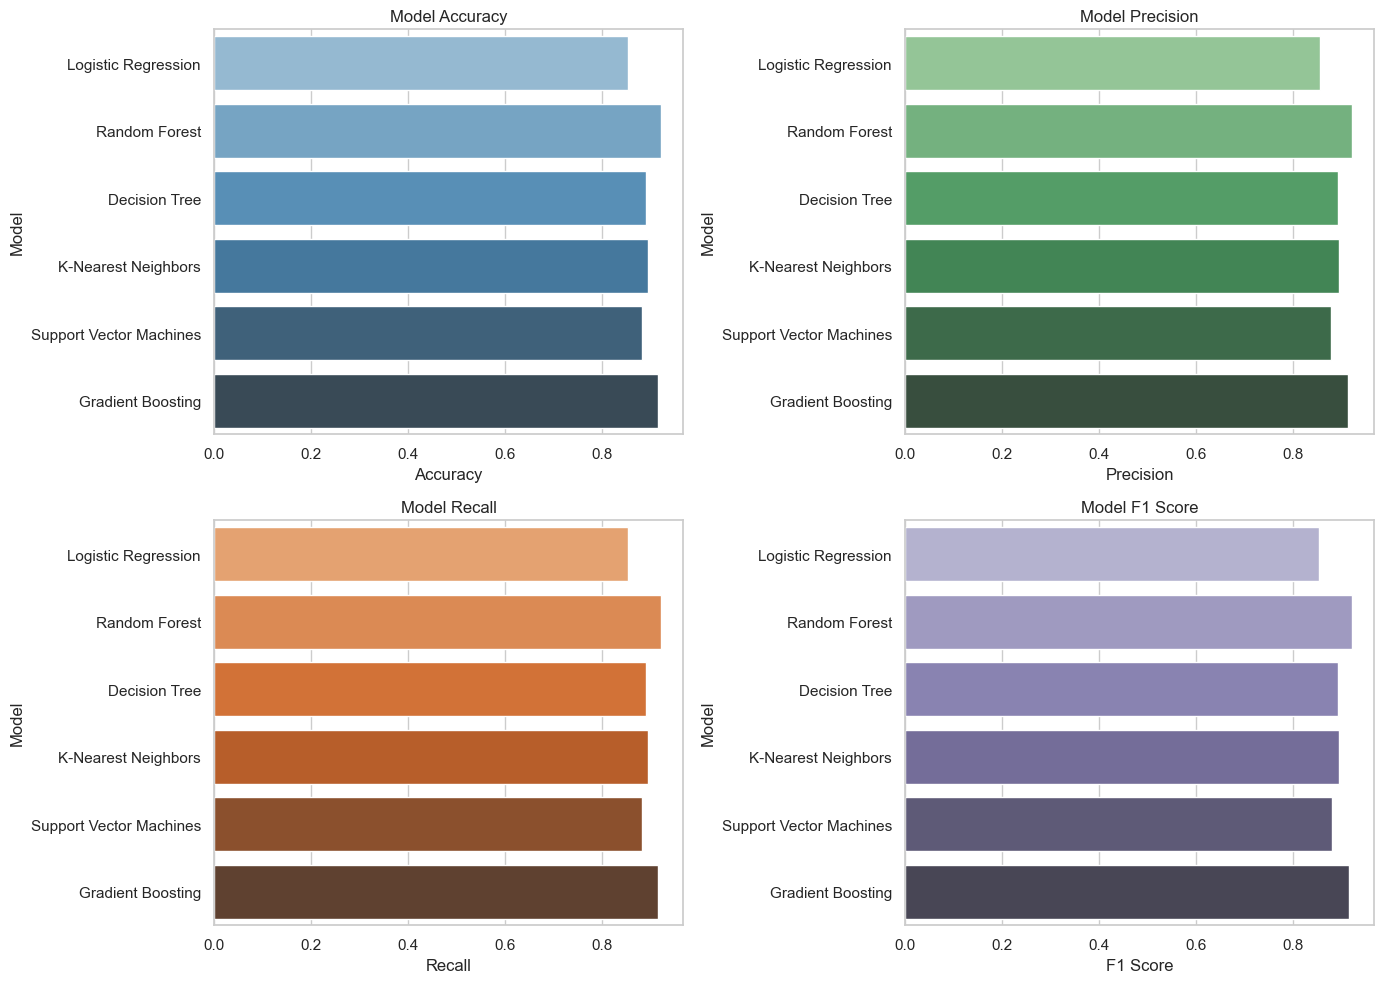 Model Accuracy
Model
Logistic Regression
Random Forest
Decision Tree
K-Nearest Neighbors
Support Vector Machines
Gradient Boosting
0.0 0.2 0.4 0.6 0.8
Accuracy
Model Precision
Model
Logistic Regression
Random Forest
Decision Tree
K-Nearest Neighbors
Support Vector Machines
Gradient Boosting
0.0 0.2 0.4 0.6 0.8
Precision
Model Recall
Model
Logistic Regression
Random Forest
Decision Tree
K-Nearest Neighbors
Support Vector Machines
Gradient Boosting
0.0 0.2 0.4 0.6 0.8
Recall
Model F1 Score
Model
Logistic Regression
Random Forest
Decision Tree
K-Nearest Neighbors
Support Vector Machines
Gradient Boosting
0.0 0.2 0.4 0.6 0.8
F1 Score